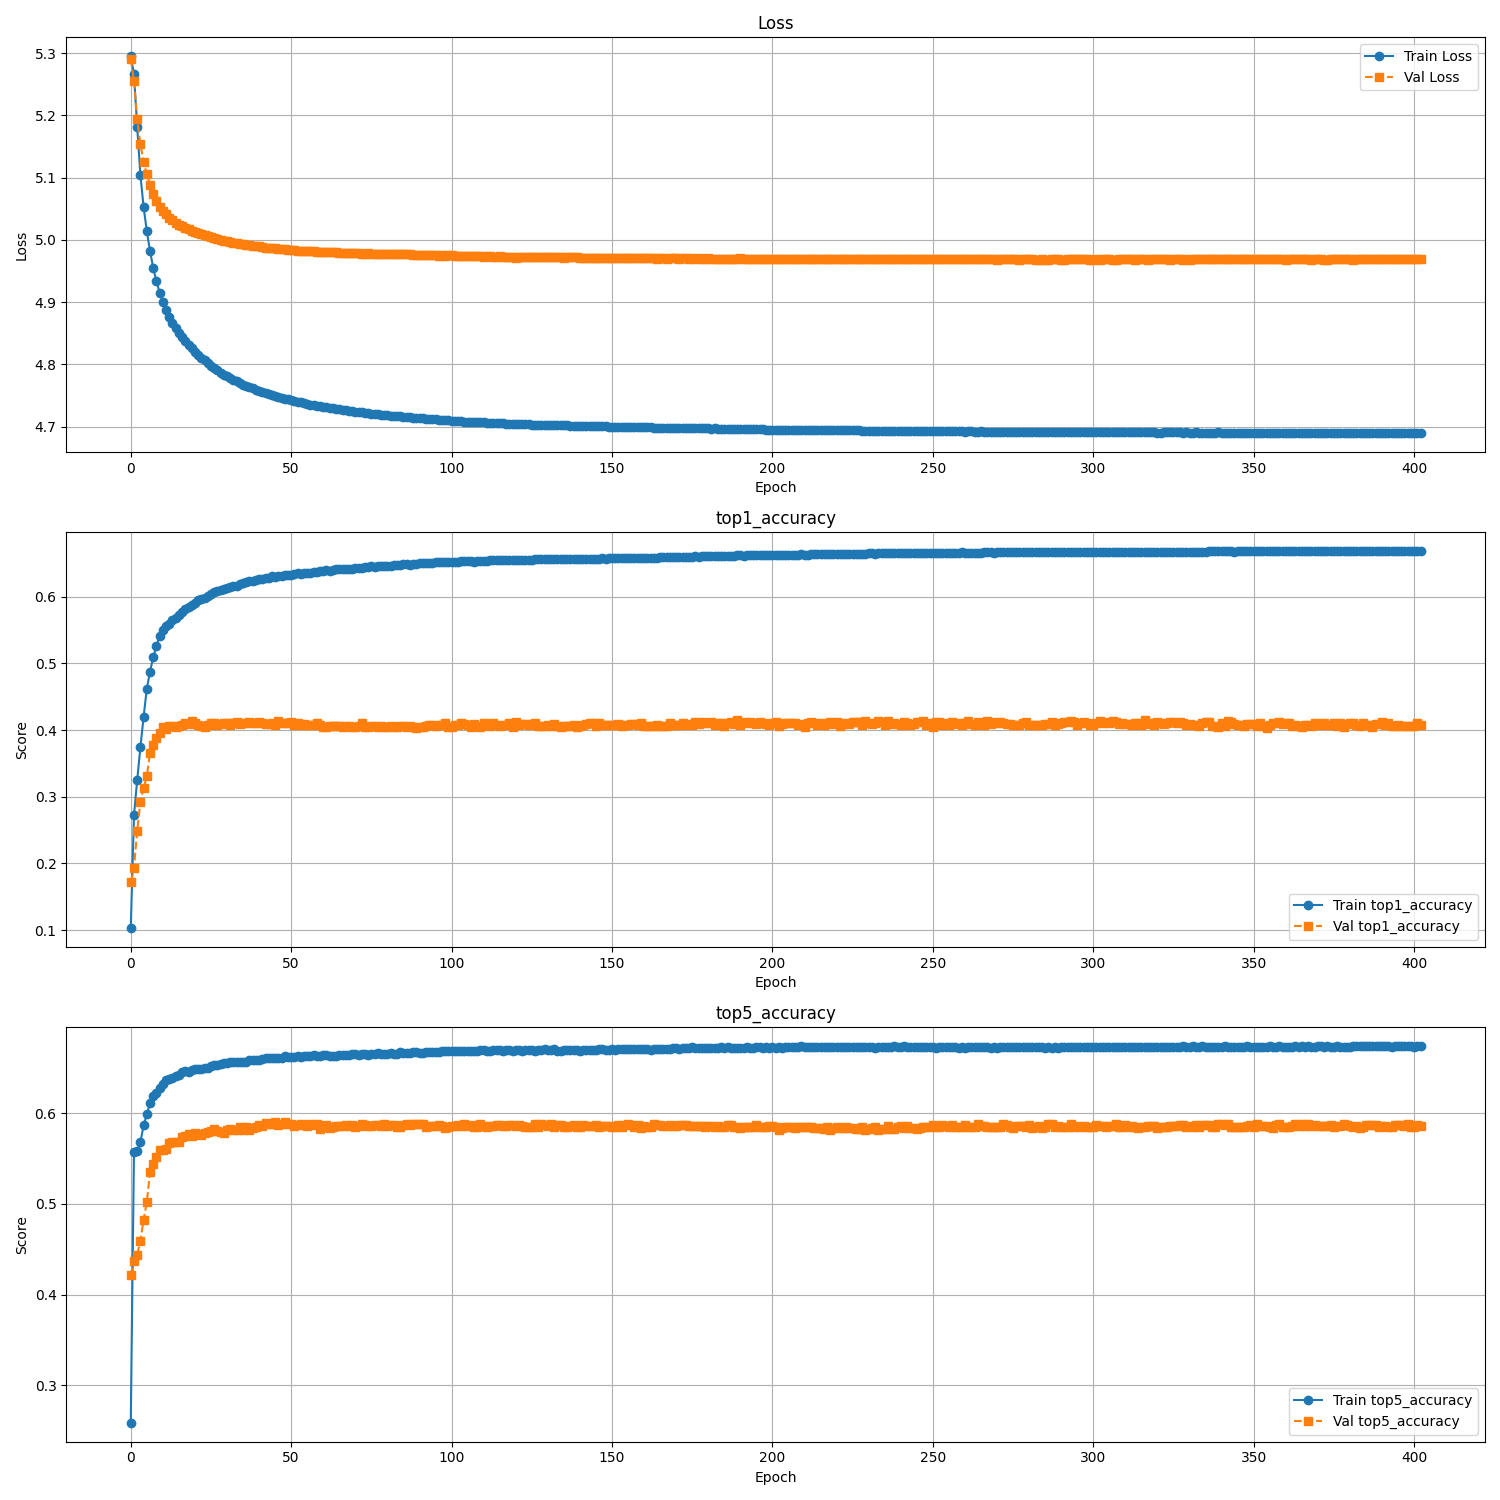 Loss
5.3
5.2
5.1
5.0
4.9
4.8
4.7
Loss
Train Loss
Val Loss
0 50 100 150 200 250 300 350 400
Epoch
top1_accuracy
0.6
0.5
0.4
0.3
0.2
0.1
Score
Train top1_accuracy
Val top1_accuracy
0 50 100 150 200 250 300 350 400
Epoch
top5_accuracy
0.6
0.5
0.4
0.3
Score
Train top5_accuracy
Val top5_accuracy
0 50 100 150 200 250 300 350 400
Epoch